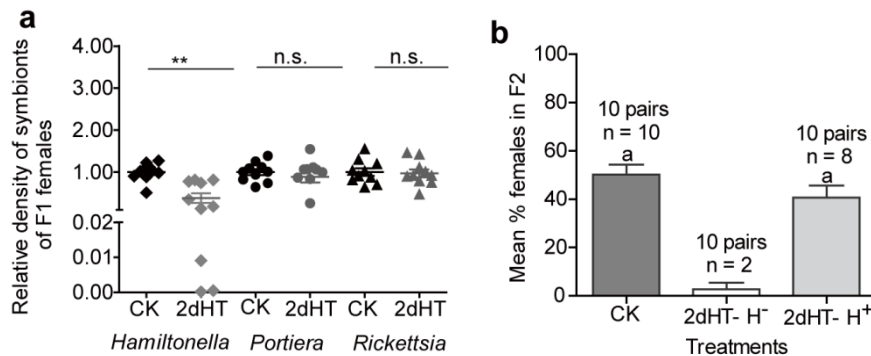 a
Relative density of symbionts
of F1 females
4.00
3.00
2.00
1.00
0.02
0.01
0.00
**
n.s.
n.s.
CK 2dHT CK 2dHT CK 2dHT
Hamiltonella Portiera Rickettsia
b
Mean % females in F2
100
80
60
40
20
0
10 pairs
n = 10
a
10 pairs
n = 2
10 pairs
n = 8
a
CK 2dHT- H⁻ 2dHT- H⁺
Treatments